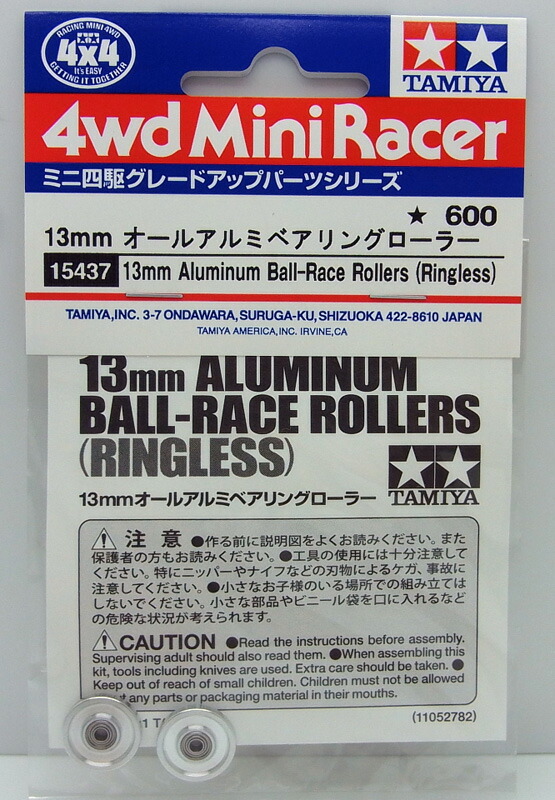 RACING MINI 4WD
4x4
It's EASY
GETTING IT TOGETHER
TAMIYA
4wd Mini Racer
ミニ四駆グレードアップパーツシリーズ
★ 600
13mm オールアルミベアリングローラー
15437 13mm Aluminum Ball-Race Rollers (Ringless)
TAMIYA,INC. 3-7 ONDAWARA, SURUGA-KU, SHIZUOKA 422-8610 JAPAN
TAMIYA AMERICA,INC. IRVINE,CA
13mm ALUMINUM
BALL-RACE ROLLERS
(RINGLESS)
13mmオールアルミベアリングローラー
TAMIYA
注 意 ●作る前に説明図をよくお読みください。また
保護者の方もお読みください。●工具の使用には十分注意して
ください。特にニッパーやナイフなどの刃物によるケガ、事故に
注意してください。●小さなお子様のいる場所での組み立ては
しないでください。小さな部品やビニール袋を口に入れるなど
の危険な状況が考えられます。
CAUTION ●Read the instructions before assembly.
Supervising adult should also read them. ●When assembling this
kit, tools including knives are used. Extra care should be taken. ●
Keep out of reach of small children. Children must not be allowed
any parts or packaging material in their mouths.
(11052782)